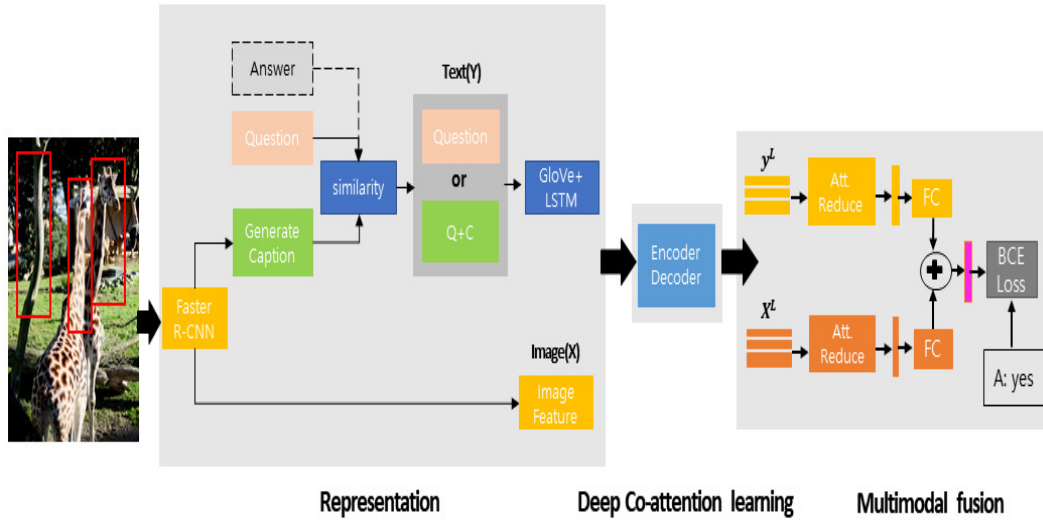 Answer
Text(Y)
Question
Question
similarity
or
GloVe+
LSTM
Generate
Caption
Q+C
Faster
R-CNN
Image(X)
Image
Feature
Encoder
Decoder
y^L
Att.
Reduce
FC
BCE
Loss
X^L
Att.
Reduce
FC
A: yes
Representation
Deep Co-attention learning
Multimodal fusion